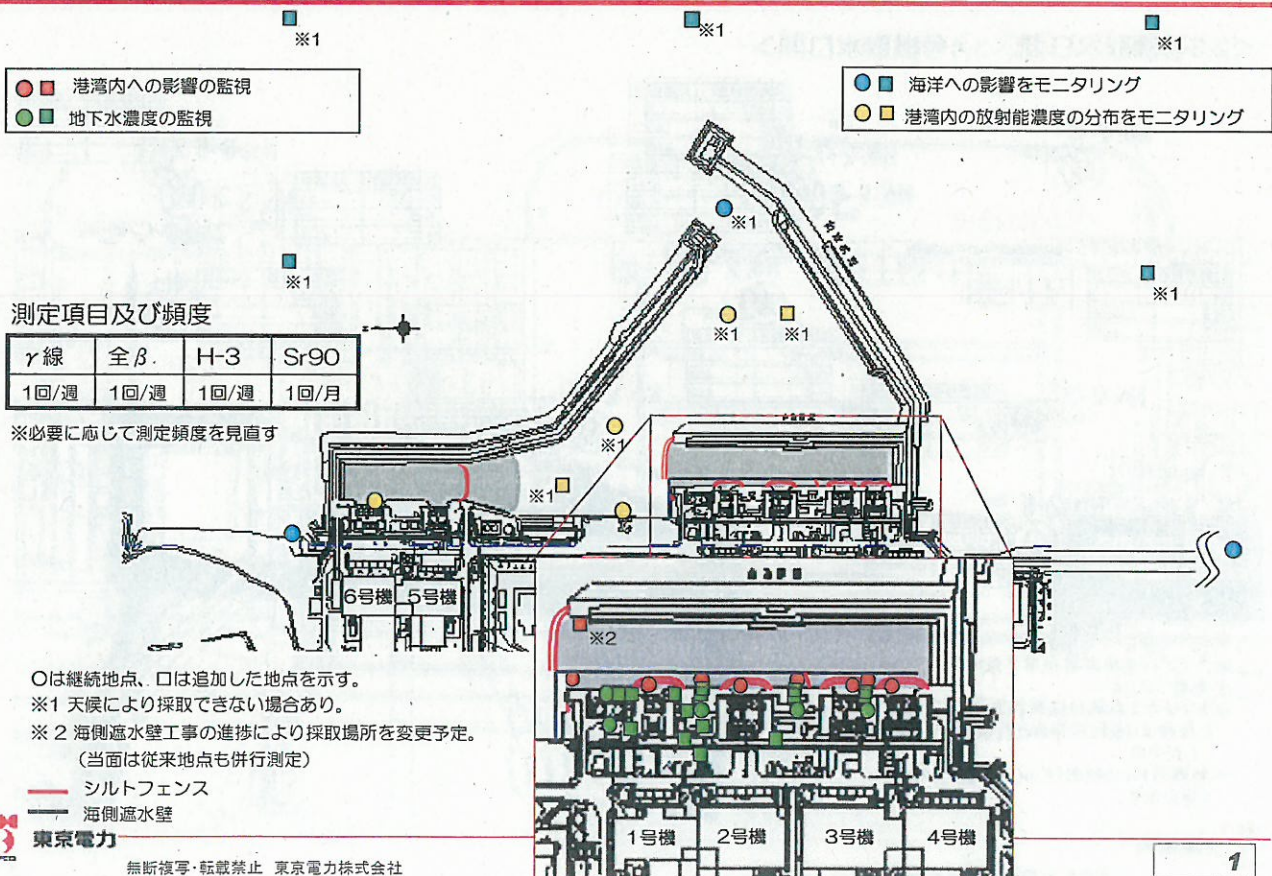 ※1
※1
※1
港湾内への影響の監視
地下水濃度の監視
海洋への影響をモニタリング
港湾内の放射能濃度の分布をモニタリング
※1
※1
※1
※1
※1
測定項目及び頻度
γ線 全β. H-3 Sr90
1回/週 1回/週 1回/週 1回/月
※必要に応じて測定頻度を見直す
※1
※1
6号機 5号機
※2
○は継続地点、□は追加した地点を示す。
※1 天候により採取できない場合あり。
※2 海側遮水壁工事の進捗により採取場所を変更予定。
(当面は従来地点も併行測定)
シルトフェンス
海側遮水壁
1号機 2号機 3号機 4号機
東京電力
無断複写・転載禁止 東京電力株式会社
1